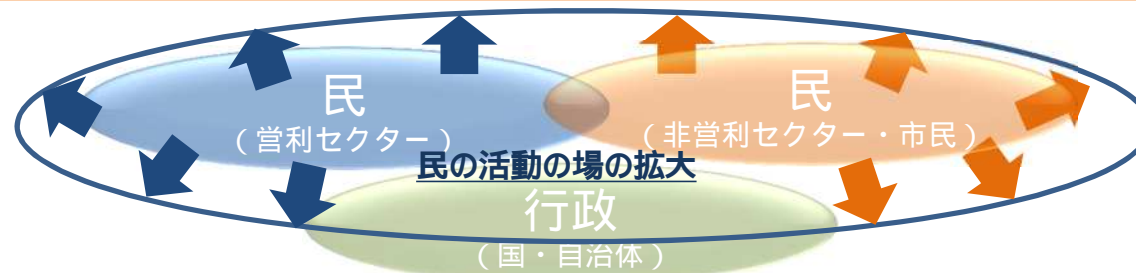 民
（営利セクター）
民
（非営利セクター・市民）
民の活動の場の拡大
行政
（国・自治体）